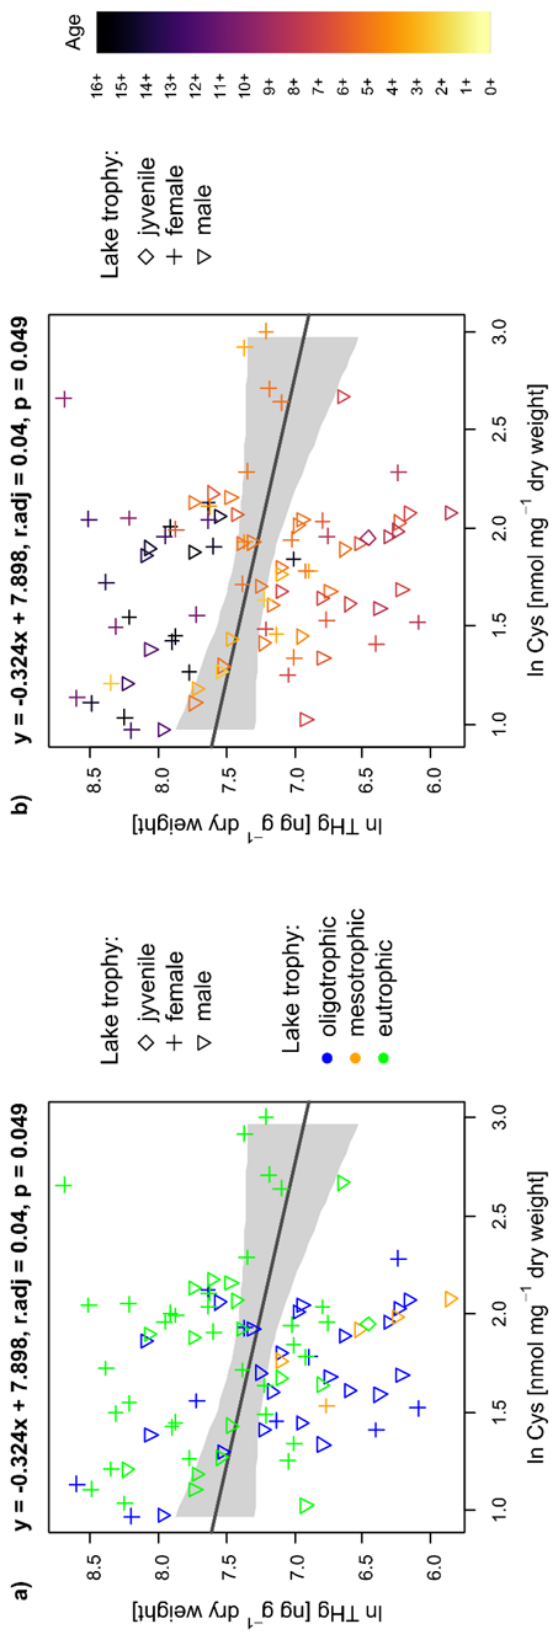 a)
y = -0.324x + 7.898, r.adj = 0.04, p = 0.049
ln THg [ng g⁻¹ dry weight]
8.5
8.0
7.5
7.0
6.5
6.0
1.0
1.5
2.0
2.5
3.0
ln Cys [nmol mg⁻¹ dry weight]
Lake trophy:
jyvenile
female
male
Lake trophy:
oligotrophic
mesotrophic
eutrophic
b)
y = -0.324x + 7.898, r.adj = 0.04, p = 0.049
ln THg [ng g⁻¹ dry weight]
8.5
8.0
7.5
7.0
6.5
6.0
1.0
1.5
2.0
2.5
3.0
ln Cys [nmol mg⁻¹ dry weight]
Lake trophy:
jyvenile
female
male
Age
16+
15+
14+
13+
12+
11+
10+
9+
8+
7+
6+
5+
4+
3+
2+
1+
0+